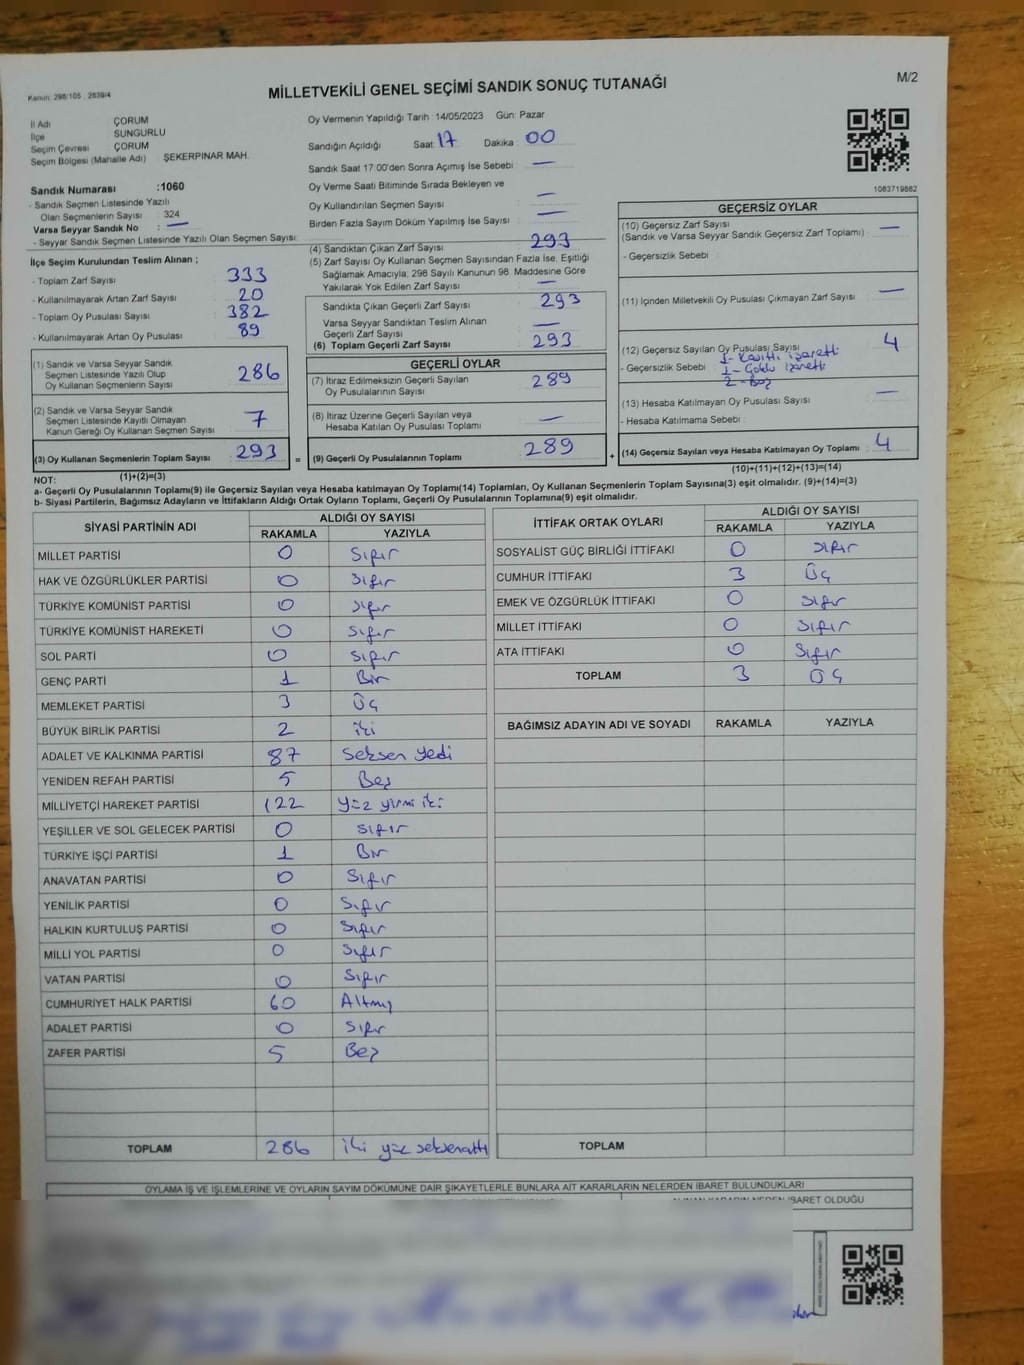 Kanun: 298/105 : 2839/4
MİLLETVEKİLİ GENEL SEÇİMİ SANDIK SONUÇ TUTANAĞI
M/2
İl Adı ÇORUM
İlçe SUNGURLU
Seçim Çevresi ÇORUM
Seçim Bölgesi (Mahalle Adı) ŞEKERPINAR MAH.
Sandık Numarası :1060
- Sandık Seçmen Listesinde Yazılı
Olan Seçmenlerin Sayısı : 324
Varsa Seyyar Sandık No : —
- Seyyar Sandık Seçmen Listesinde Yazılı Olan Seçmen Sayısı:
İlçe Seçim Kurulundan Teslim Alınan ;
- Toplam Zarf Sayısı 333
- Kullanılmayarak Artan Zarf Sayısı 20
- Toplam Oy Pusulası Sayısı 382
- Kullanılmayarak Artan Oy Pusulası 89
(1) Sandık ve Varsa Seyyar Sandık
Seçmen Listesinde Yazılı Olup
Oy Kullanan Seçmenlerin Sayısı 286
(2) Sandık ve Varsa Seyyar Sandık
Seçmen Listesinde Kayıtlı Olmayan
Kanun Gereği Oy Kullanan Seçmen Sayısı 7
(3) Oy Kullanan Seçmenlerin Toplam Sayısı 293
(1)+(2)=(3)
Oy Vermenin Yapıldığı Tarih : 14/05/2023 Gün: Pazar
Sandığın Açıldığı Saat 17 Dakika 00
Sandık Saat 17:00'den Sonra Açımış İse Sebebi —
Oy Verme Saati Bitiminde Sırada Bekleyen ve
Oy Kullandırılan Seçmen Sayısı —
Birden Fazla Sayım Döküm Yapılmış İse Sayısı —
(4) Sandıktan Çıkan Zarf Sayısı 293
(5) Zarf Sayısı Oy Kullanan Seçmen Sayısından Fazla İse, Eşitliği
Sağlamak Amacıyla; 298 Sayılı Kanunun 98. Maddesine Göre
Yakılarak Yok Edilen Zarf Sayısı —
Sandıkta Çıkan Geçerli Zarf Sayısı 293
Varsa Seyyar Sandıktan Teslim Alınan
Geçerli Zarf Sayısı —
(6) Toplam Geçerli Zarf Sayısı 293
GEÇERLİ OYLAR
(7) İtiraz Edilmeksizin Geçerli Sayılan
Oy Pusulalarının Sayısı 289
(8) İtiraz Üzerine Geçerli Sayılan veya
Hesaba Katılan Oy Pusulası Toplamı —
= (9) Geçerli Oy Pusulalarının Toplamı 289
1083719882
GEÇERSİZ OYLAR
(10) Geçersiz Zarf Sayısı
(Sandık ve Varsa Seyyar Sandık Geçersiz Zarf Toplamı) —
- Geçersizlik Sebebi :
(11) İçinden Milletvekili Oy Pusulası Çıkmayan Zarf Sayısı —
(12) Geçersiz Sayılan Oy Pusulası Sayısı 4
- Geçersizlik Sebebi :
1- işaretli
1- Çoklu işaretli
2- Boş
(13) Hesaba Katılmayan Oy Pusulası Sayısı —
- Hesaba Katılmama Sebebi :
+ (14) Geçersiz Sayılan veya Hesaba Katılmayan Oy Toplamı 4
(10)+(11)+(12)+(13)=(14)
NOT:
a- Geçerli Oy Pusulaları Toplamı(9) ile Geçersiz Sayılan veya Hesaba katılmayan Oy Toplamı(14) Toplamları, Oy Kullanan Seçmenlerin Toplam Sayısına(3) eşit olmalıdır. (9)+(14)=(3)
b- Siyasi Partilerin, Bağımsız Adayların ve İttifakların Aldığı Ortak Oyların Toplamı, Geçerli Oy Pusulalarının Toplamına(9) eşit olmalıdır.
SİYASİ PARTİNİN ADI ALDIĞI OY SAYISI
RAKAMLA YAZIYLA
MİLLET PARTİSİ 0 Sıfır
HAK VE ÖZGÜRLÜKLER PARTİSİ 0 Sıfır
TÜRKİYE KOMÜNİST PARTİSİ 0 Sıfır
TÜRKİYE KOMÜNİST HAREKETİ 0 Sıfır
SOL PARTİ 0 Sıfır
GENÇ PARTİ 1 Bir
MEMLEKET PARTİSİ 3 Üç
BÜYÜK BİRLİK PARTİSİ 2 iki
ADALET VE KALKINMA PARTİSİ 87 Seksen yedi
YENİDEN REFAH PARTİSİ 5 Beş
MİLLİYETÇİ HAREKET PARTİSİ 122 Yüz yirmi iki
YEŞİLLER VE SOL GELECEK PARTİSİ 0 Sıfır
TÜRKİYE İŞÇİ PARTİSİ 1 Bir
ANAVATAN PARTİSİ 0 Sıfır
YENİLİK PARTİSİ 0 Sıfır
HALKIN KURTULUŞ PARTİSİ 0 Sıfır
MİLLİ YOL PARTİSİ 0 Sıfır
VATAN PARTİSİ 0 Sıfır
CUMHURİYET HALK PARTİSİ 60 Altmış
ADALET PARTİSİ 0 Sıfır
ZAFER PARTİSİ 5 Beş
TOPLAM 286 iki yüz seksenaltı
İTTİFAK ORTAK OYLARI ALDIĞI OY SAYISI
RAKAMLA YAZIYLA
SOSYALİST GÜÇ BİRLİĞİ İTTİFAKI 0 Sıfır
CUMHUR İTTİFAKI 3 Üç
EMEK VE ÖZGÜRLÜK İTTİFAKI 0 Sıfır
MİLLET İTTİFAKI 0 Sıfır
ATA İTTİFAKI 0 Sıfır
TOPLAM 3 Üç
BAĞIMSIZ ADAYIN ADI VE SOYADI RAKAMLA YAZIYLA
TOPLAM
OYLAMA İŞ VE İŞLEMLERİNE VE OYLARIN SAYIM DÖKÜMÜNE DAİR ŞİKAYETLERLE BUNLARA AİT KARARLARIN NELERDEN İBARET BULUNDUKLARI
ALINAN KARARIN NEDEN İBARET OLDUĞU